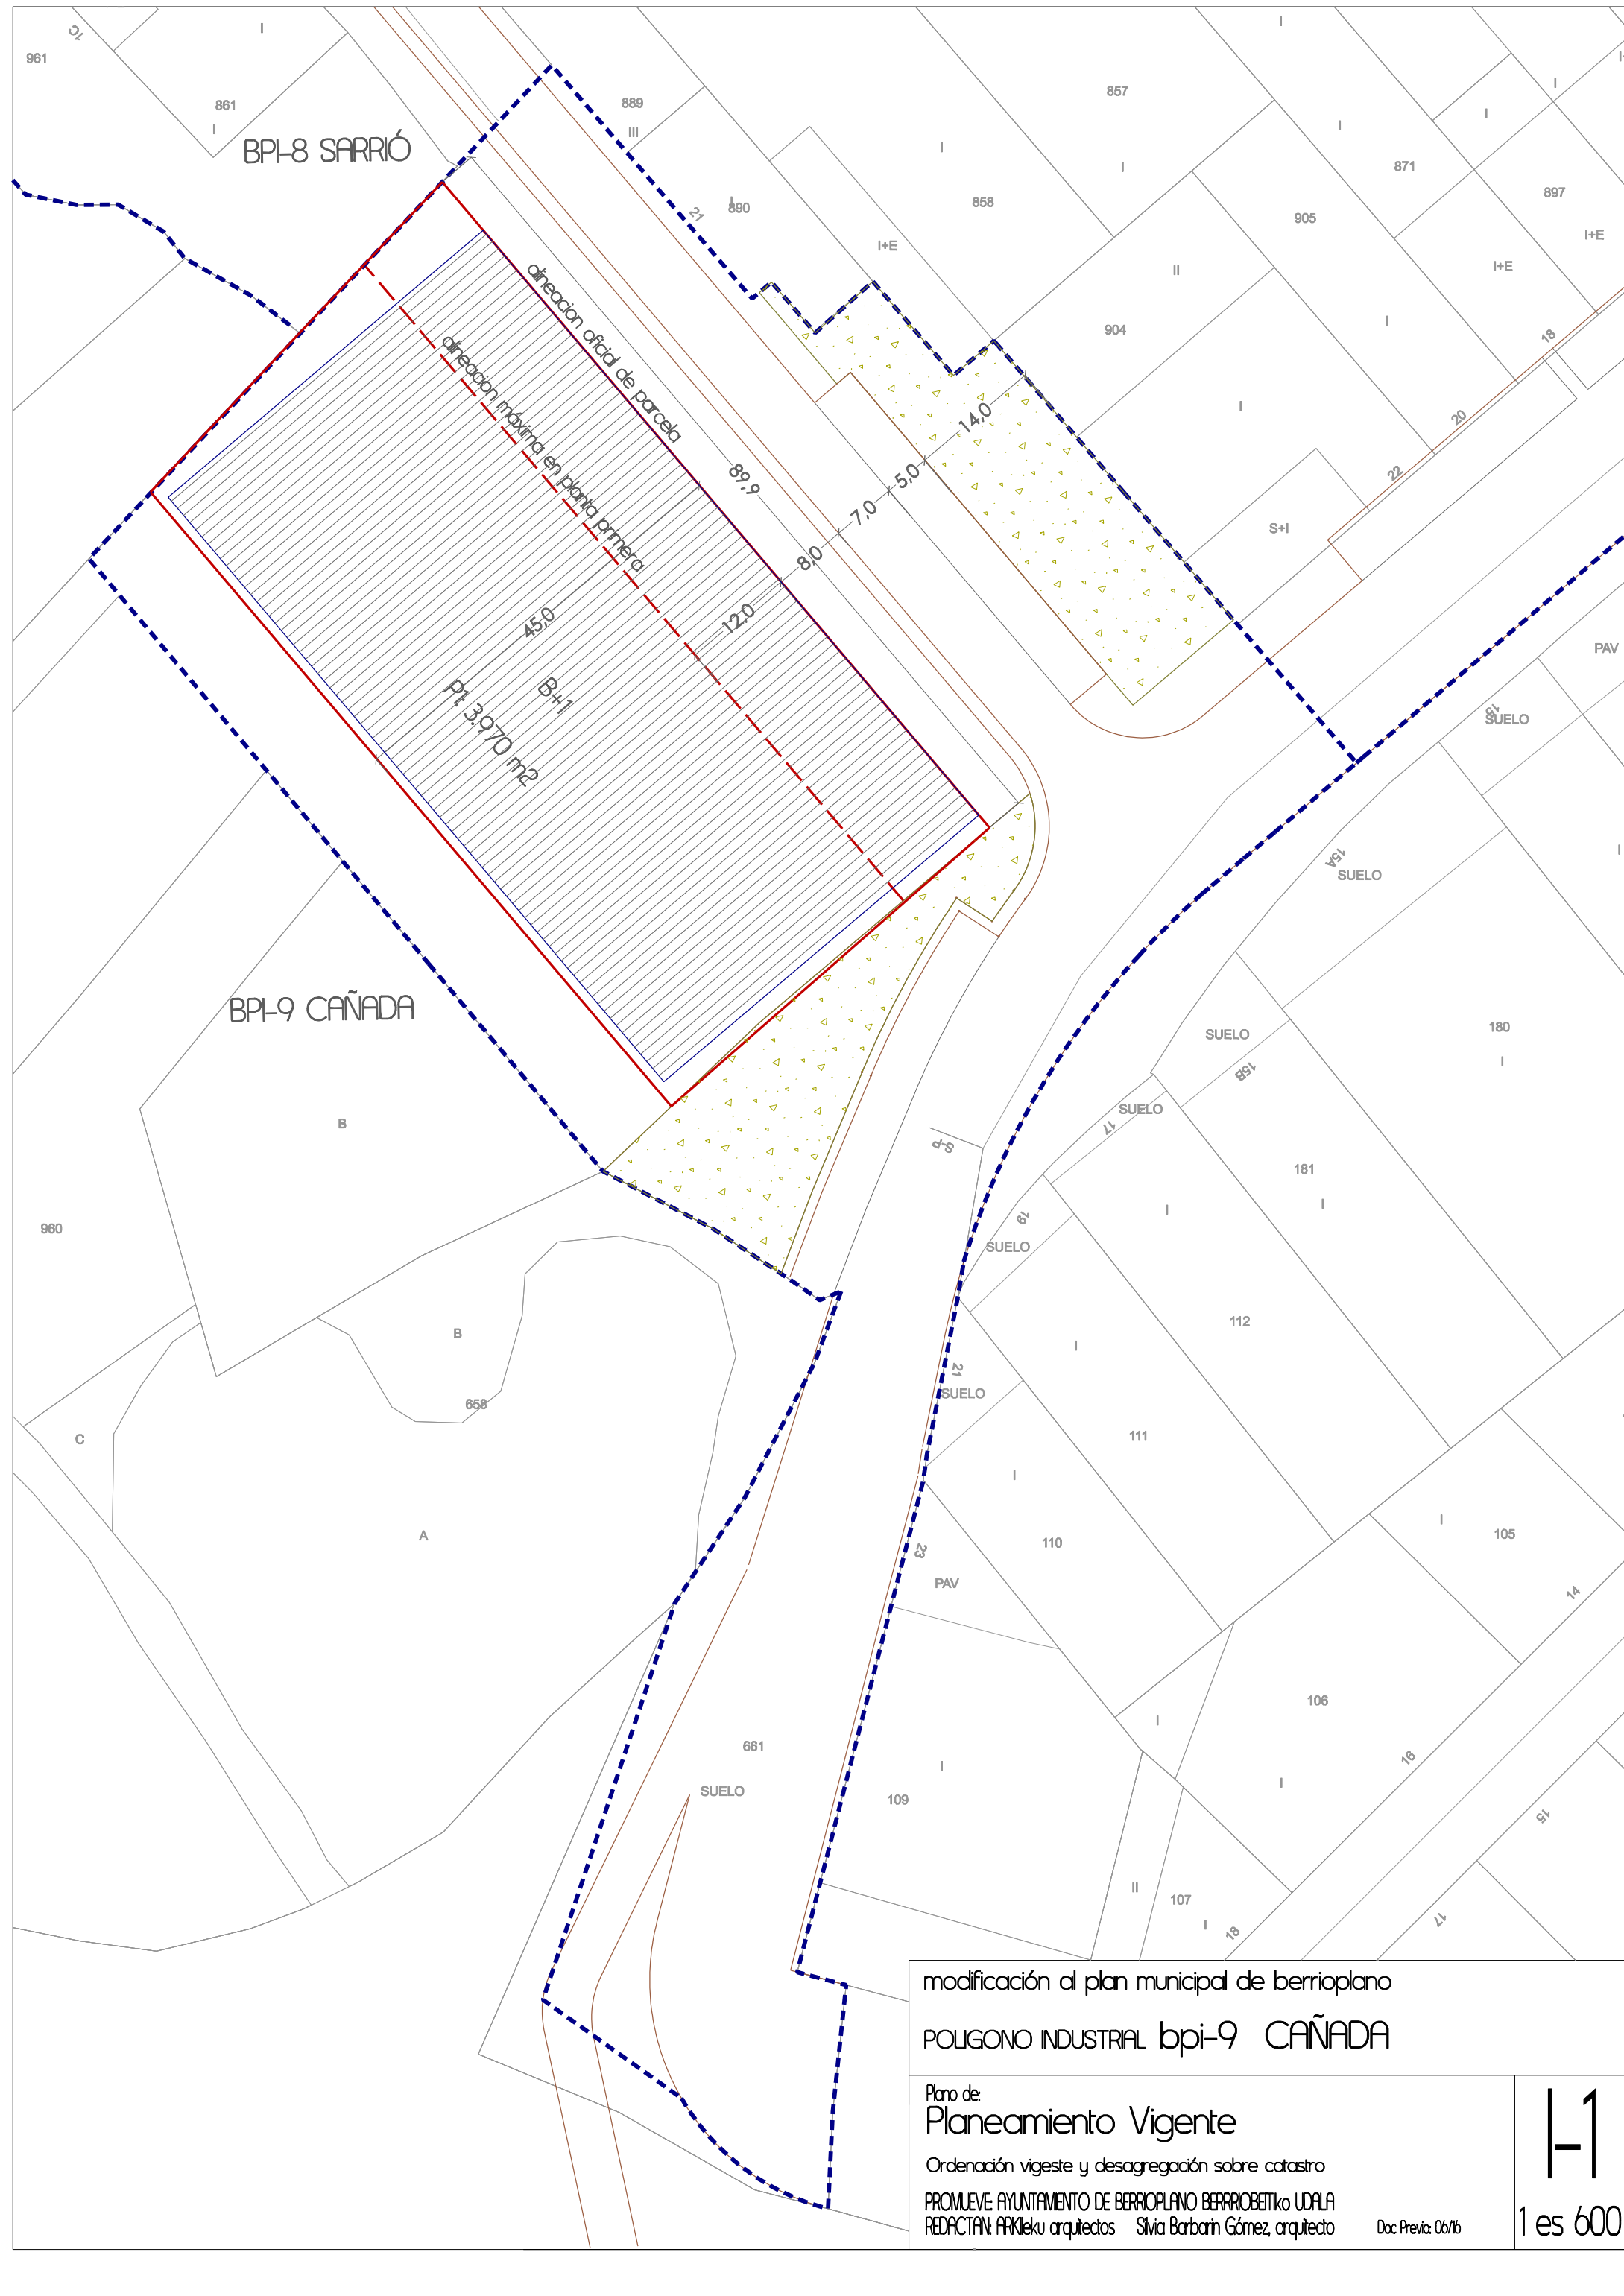 1C
I
961
861
I
BPI-8 SARRIÓ
889
III
I
890
21
I
858
I+E
857
I
I
I
871
905
I
897
I
I
I+E
I+E
II
904
I
I
18
20
22
S+I
alineacion oficial de parcela
alineacion máxima en planta primera
89,9
14,0
5,0
7,0
8,0
12,0
45,0
B+1
P1: 3.970 m2
PAV
13
SUELO
15A
SUELO
I
SUELO
15B
180
I
SUELO
17
S-P
181
I
I
19
SUELO
112
I
21
SUELO
111
I
110
23
PAV
I
105
14
106
I
I
16
15
17
BPI-9 CAÑADA
B
960
B
658
C
A
661
SUELO
I
109
II
107
I
18
modificación al plan municipal de berrioplano
POLIGONO INDUSTRIAL bpi-9 CAÑADA
Plano de:
Planeamiento Vigente
Ordenación vigeste y desagregación sobre catastro
PROMUEVE: AYUNTAMIENTO DE BERRIOPLANO BERRRIOBEITIko UDALA
REDACTAN: ARKIleku arquitectos Silvia Barbarin Gómez, arquitecto
Doc Previo: 06/16
I-1
1 es 600